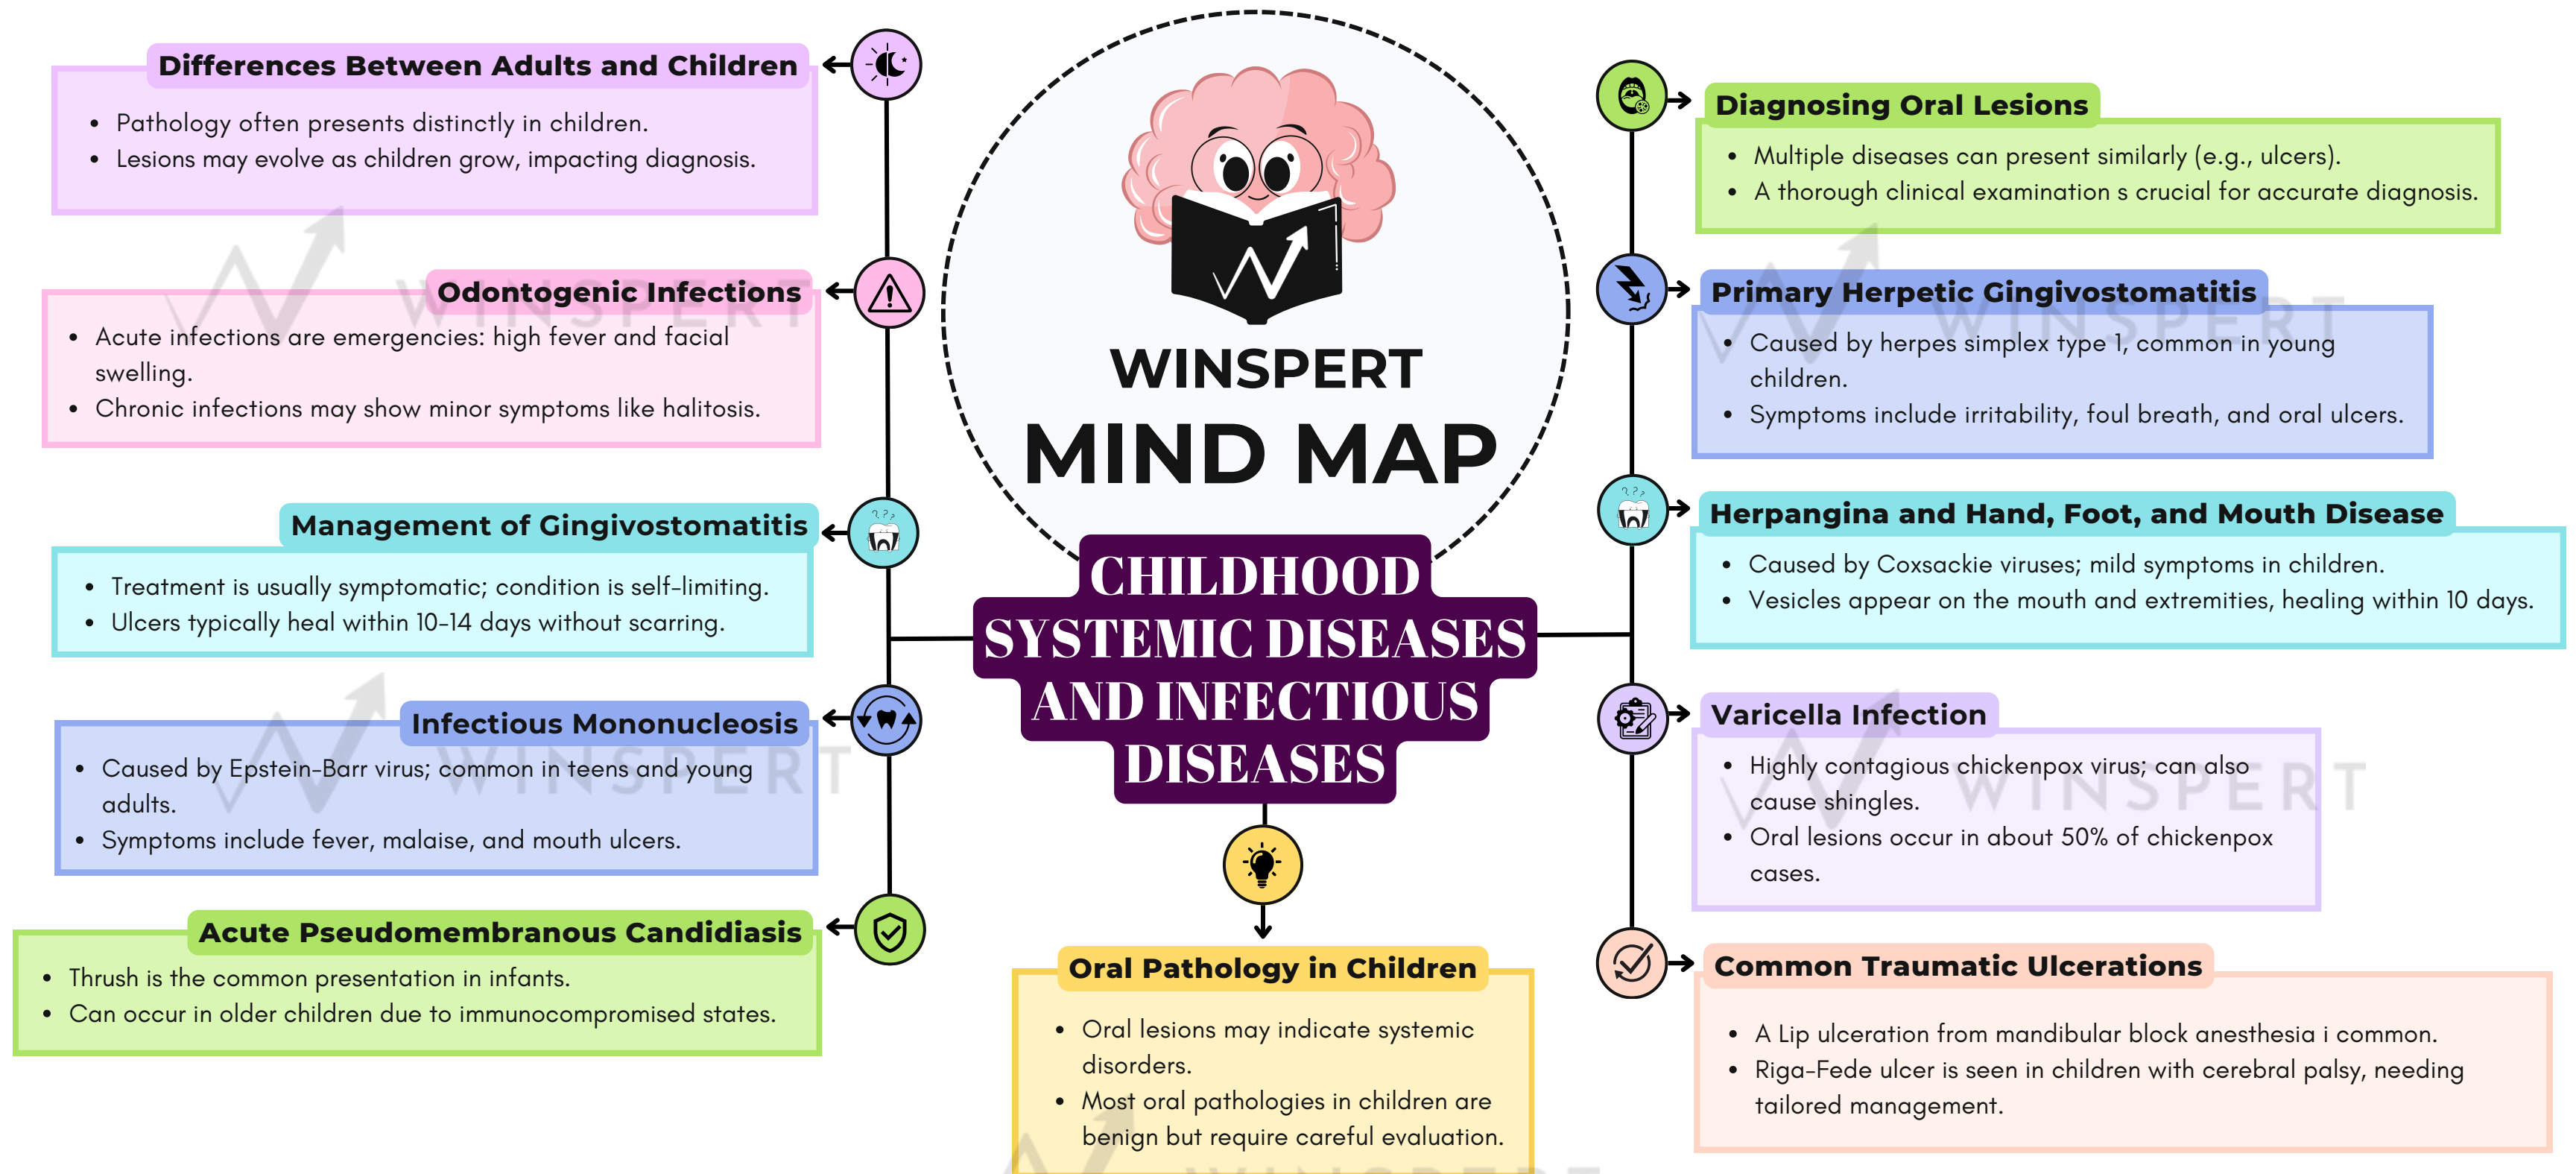 WINSPERT
MIND MAP
CHILDHOOD
SYSTEMIC DISEASES
AND INFECTIOUS
DISEASES
Differences Between Adults and Children
• Pathology often presents distinctly in children.
• Lesions may evolve as children grow, impacting diagnosis.
Odontogenic Infections
• Acute infections are emergencies: high fever and facial
swelling.
• Chronic infections may show minor symptoms like halitosis.
Management of Gingivostomatitis
• Treatment is usually symptomatic; condition is self-limiting.
• Ulcers typically heal within 10-14 days without scarring.
Infectious Mononucleosis
• Caused by Epstein-Barr virus; common in teens and young
adults.
• Symptoms include fever, malaise, and mouth ulcers.
Acute Pseudomembranous Candidiasis
• Thrush is the common presentation in infants.
• Can occur in older children due to immunocompromised states.
Oral Pathology in Children
• Oral lesions may indicate systemic
disorders.
• Most oral pathologies in children are
benign but require careful evaluation.
Diagnosing Oral Lesions
• Multiple diseases can present similarly (e.g., ulcers).
• A thorough clinical examination s crucial for accurate diagnosis.
Primary Herpetic Gingivostomatitis
• Caused by herpes simplex type 1, common in young
children.
• Symptoms include irritability, foul breath, and oral ulcers.
Herpangina and Hand, Foot, and Mouth Disease
• Caused by Coxsackie viruses; mild symptoms in children.
• Vesicles appear on the mouth and extremities, healing within 10 days.
Varicella Infection
• Highly contagious chickenpox virus; can also
cause shingles.
• Oral lesions occur in about 50% of chickenpox
cases.
Common Traumatic Ulcerations
• A Lip ulceration from mandibular block anesthesia i common.
• Riga-Fede ulcer is seen in children with cerebral palsy, needing
tailored management.
WINSPERT
WINSPERT
WINSPERT
WINSPERT
WINSPERT